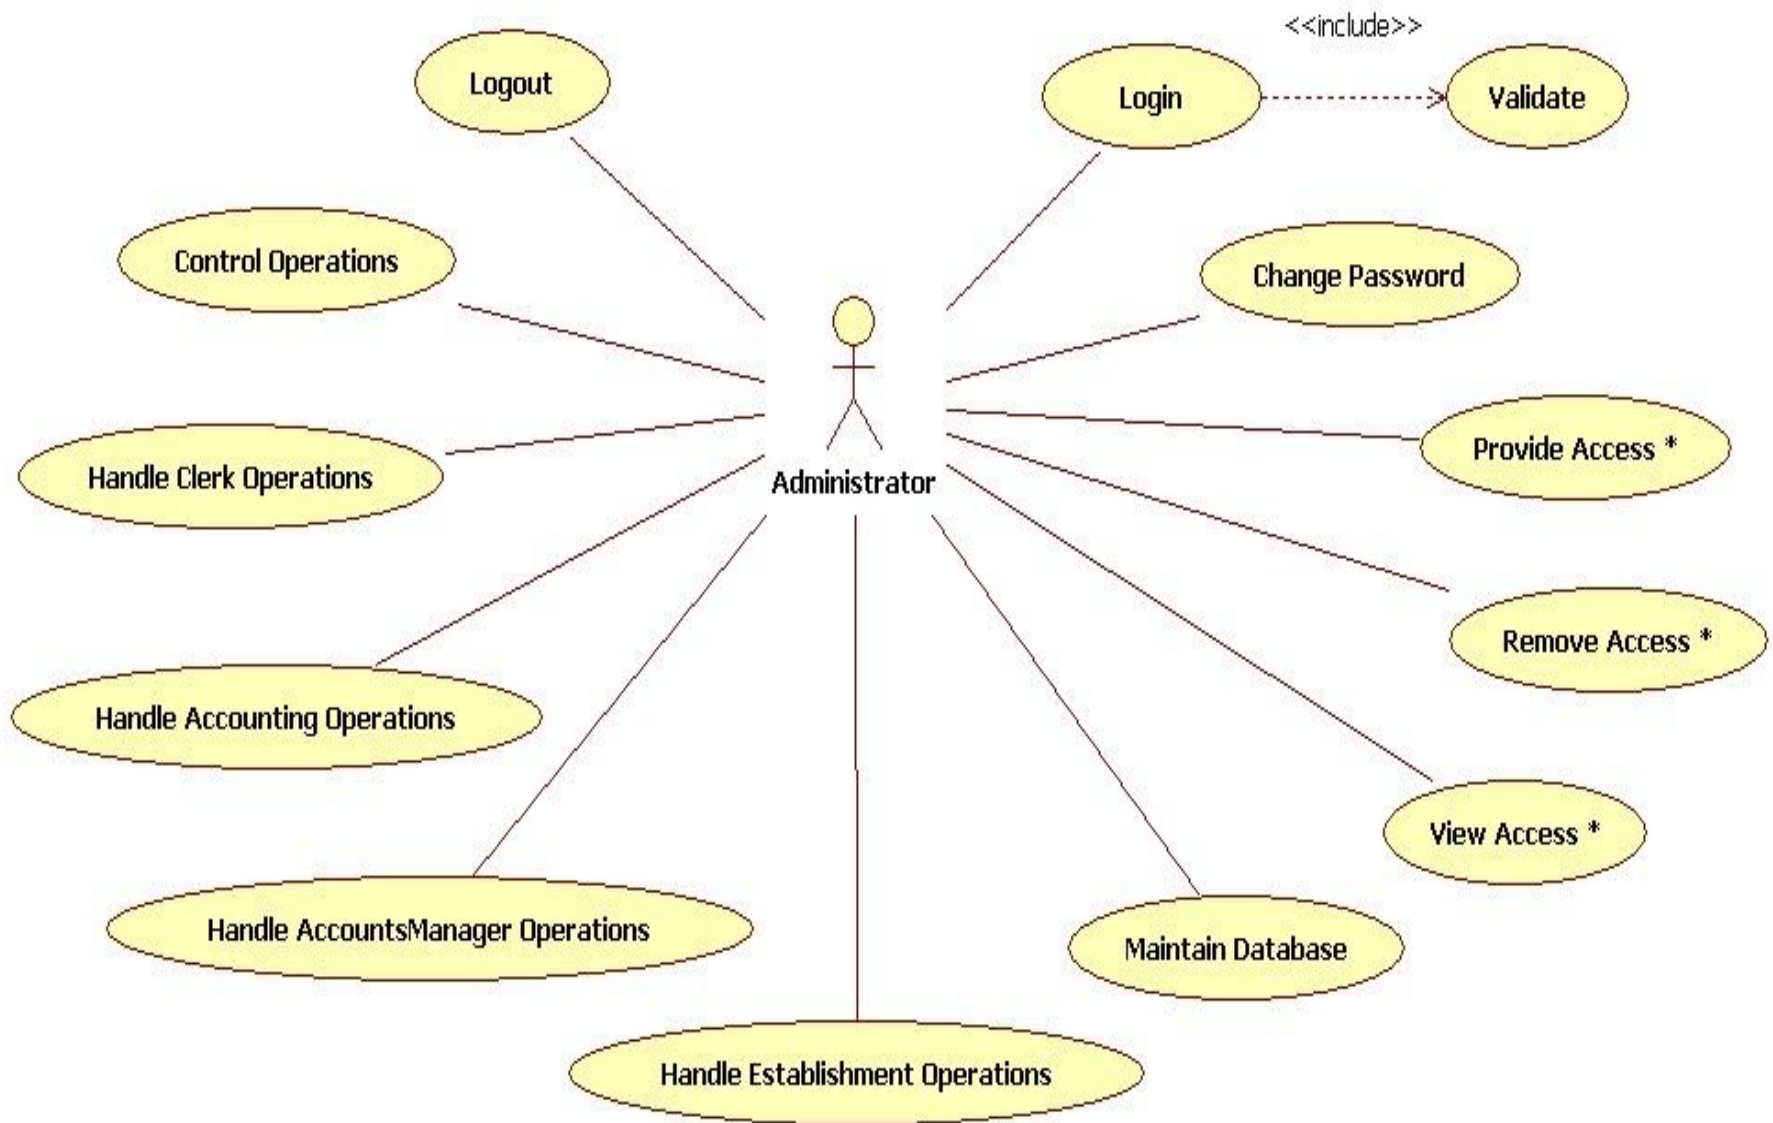 <<include>>
Logout
Login
Validate
Control Operations
Change Password
Provide Access *
Handle Clerk Operations
Administrator
Remove Access *
Handle Accounting Operations
View Access *
Handle AccountsManager Operations
Maintain Database
Handle Establishment Operations